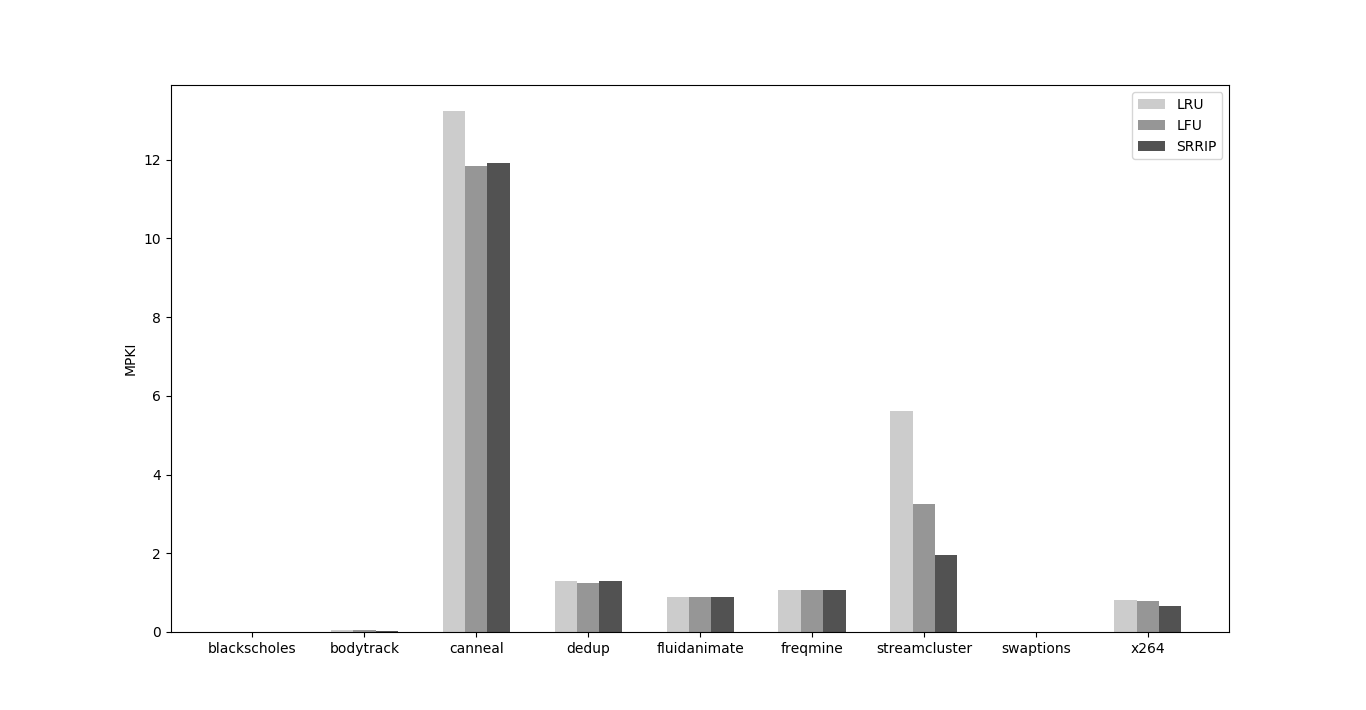 LRU
LFU
SRRIP
MPKI
12
10
8
6
4
2
0
blackscholes bodytrack canneal dedup fluidanimate freqmine streamcluster swaptions x264